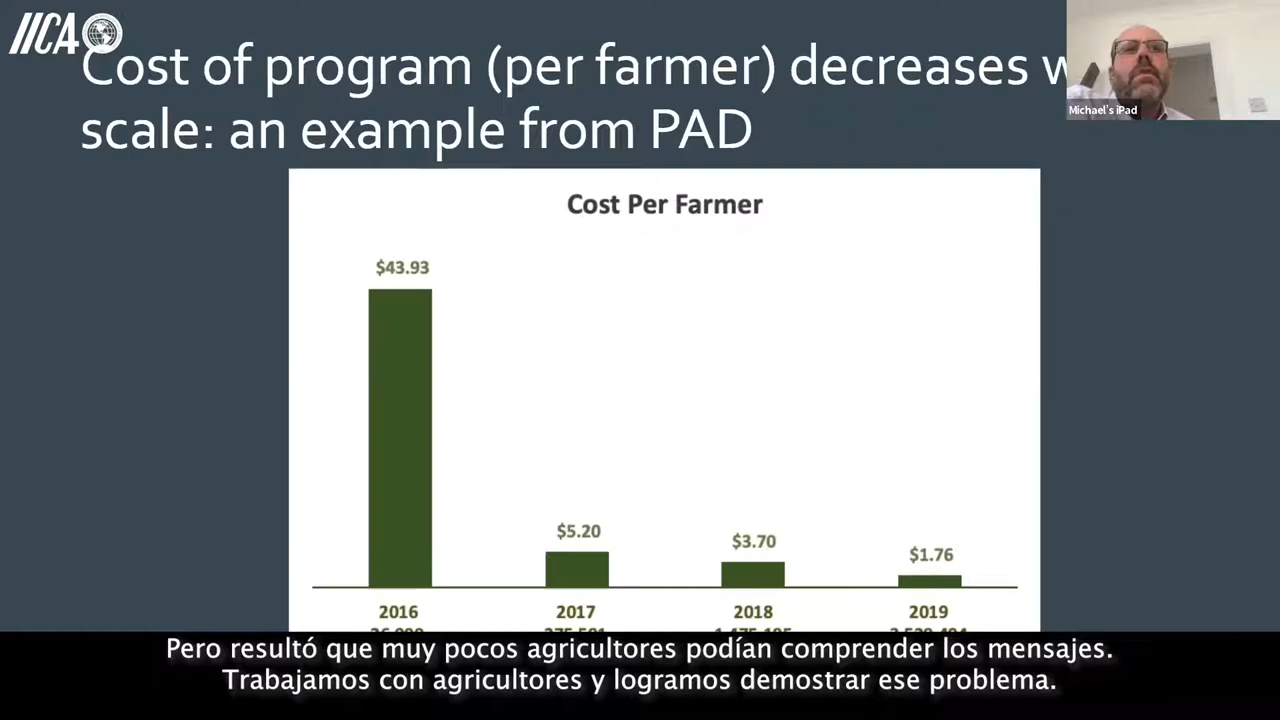 IICA
Cost of program (per farmer) decreases
scale: an example from PAD
Michael's iPad
Cost Per Farmer
$43.93
$5.20
$3.70
$1.76
2016 2017 2018 2019
Pero resultó que muy pocos agricultores podían comprender los mensajes.
Trabajamos con agricultores y logramos demostrar ese problema.